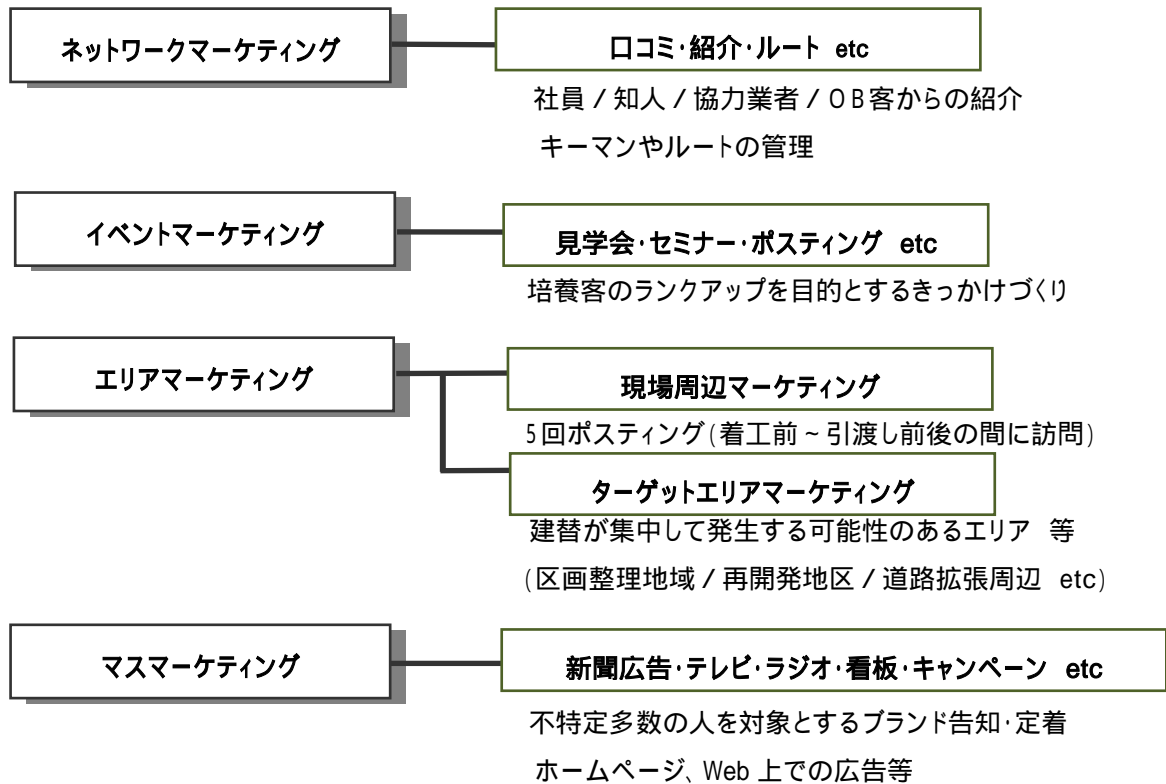 ネットワークマーケティング
口コミ･紹介･ルート etc
社員 / 知人 / 協力業者 / OB客からの紹介
キーマンやルートの管理
イベントマーケティング
見学会･セミナー･ポスティング etc
培養客のランクアップを目的とするきっかけづくり
エリアマーケティング
現場周辺マーケティング
5回ポスティング(着工前~引渡し前後の間に訪問)
ターゲットエリアマーケティング
建替が集中して発生する可能性のあるエリア 等
(区画整理地域 / 再開発地区 / 道路拡張周辺 etc)
マスマーケティング
新聞広告･テレビ･ラジオ･看板･キャンペーン etc
不特定多数の人を対象とするブランド告知･定着
ホームページ、Web 上での広告等